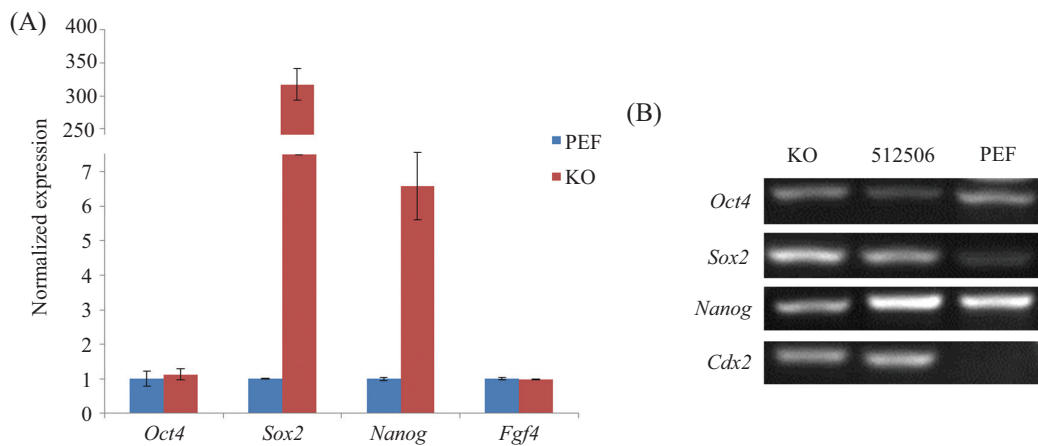 (A)
400
350
300
250
7
6
5
4
3
2
1
0
Normalized expression
Oct4
Sox2
Nanog
Fgf4
PEF
KO
(B)
KO 512506 PEF
Oct4
Sox2
Nanog
Cdx2